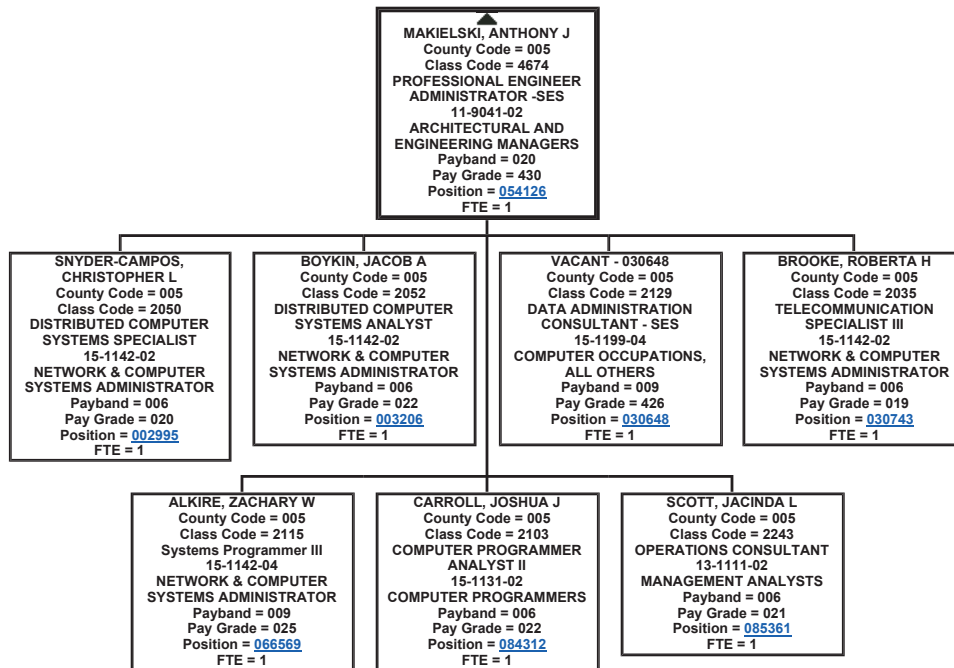 MAKIELSKI, ANTHONY J
County Code = 005
Class Code = 4674
PROFESSIONAL ENGINEER
ADMINISTRATOR -SES
11-9041-02
ARCHITECTURAL AND
ENGINEERING MANAGERS
Payband = 020
Pay Grade = 430
Position = 054126
FTE = 1
SNYDER-CAMPOS,
CHRISTOPHER L
County Code = 005
Class Code = 2050
DISTRIBUTED COMPUTER
SYSTEMS SPECIALIST
15-1142-02
NETWORK & COMPUTER
SYSTEMS ADMINISTRATOR
Payband = 006
Pay Grade = 020
Position = 002995
FTE = 1
BOYKIN, JACOB A
County Code = 005
Class Code = 2052
DISTRIBUTED COMPUTER
SYSTEMS ANALYST
15-1142-02
NETWORK & COMPUTER
SYSTEMS ADMINISTRATOR
Payband = 006
Pay Grade = 022
Position = 003206
FTE = 1
VACANT - 030648
County Code = 005
Class Code = 2129
DATA ADMINISTRATION
CONSULTANT - SES
15-1199-04
COMPUTER OCCUPATIONS,
ALL OTHERS
Payband = 009
Pay Grade = 426
Position = 030648
FTE = 1
BROOKE, ROBERTA H
County Code = 005
Class Code = 2035
TELECOMMUNICATION
SPECIALIST III
15-1142-02
NETWORK & COMPUTER
SYSTEMS ADMINISTRATOR
Payband = 006
Pay Grade = 019
Position = 030743
FTE = 1
ALKIRE, ZACHARY W
County Code = 005
Class Code = 2115
Systems Programmer III
15-1142-04
NETWORK & COMPUTER
SYSTEMS ADMINISTRATOR
Payband = 009
Pay Grade = 025
Position = 066569
FTE = 1
CARROLL, JOSHUA J
County Code = 005
Class Code = 2103
COMPUTER PROGRAMMER
ANALYST II
15-1131-02
COMPUTER PROGRAMMERS
Payband = 006
Pay Grade = 022
Position = 084312
FTE = 1
SCOTT, JACINDA L
County Code = 005
Class Code = 2243
OPERATIONS CONSULTANT
13-1111-02
MANAGEMENT ANALYSTS
Payband = 006
Pay Grade = 021
Position = 085361
FTE = 1